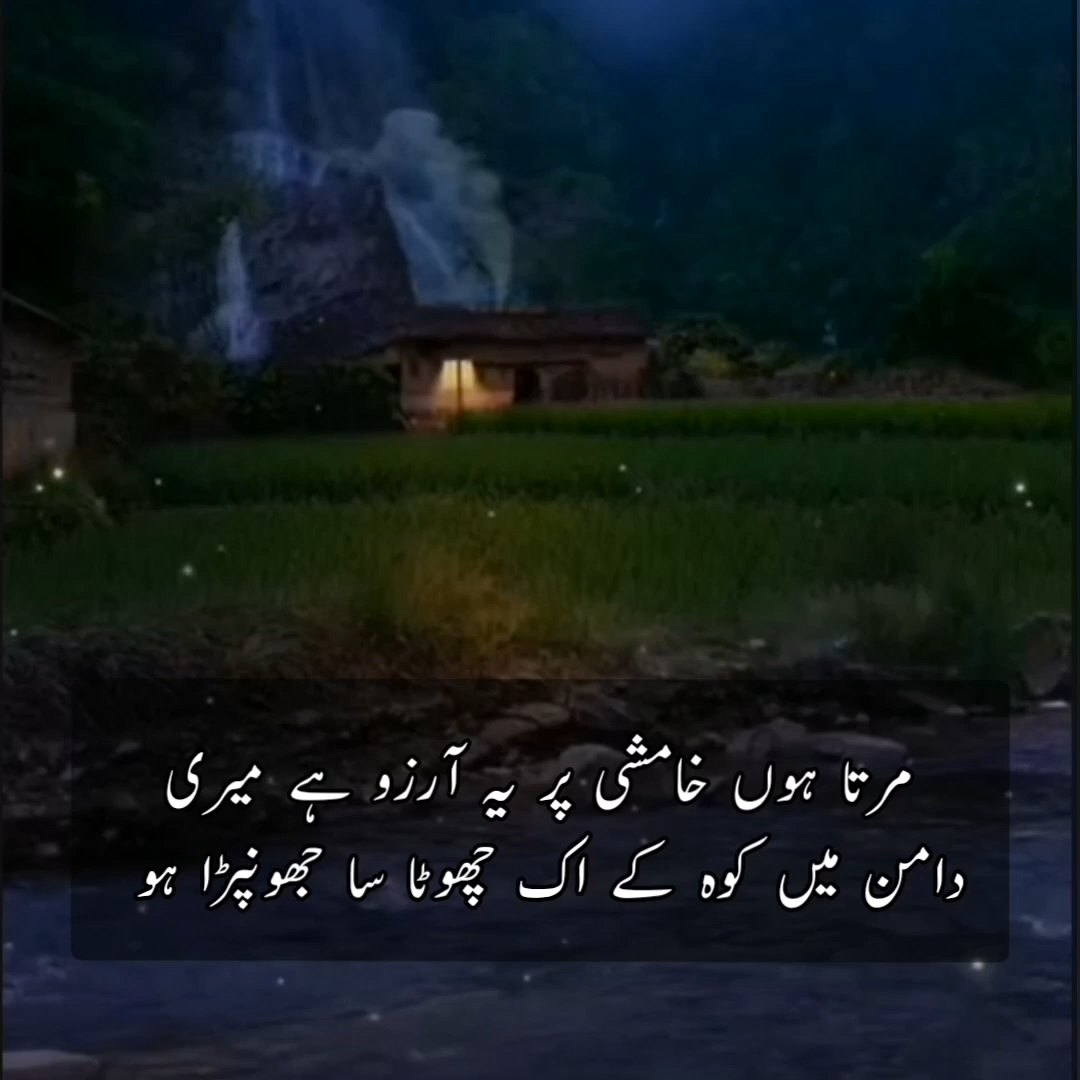 مرتا ہوں خامشی پر یہ آرزو ہے میری
دامن میں کوہ کے اک چھوٹا سا جھونپڑا ہو